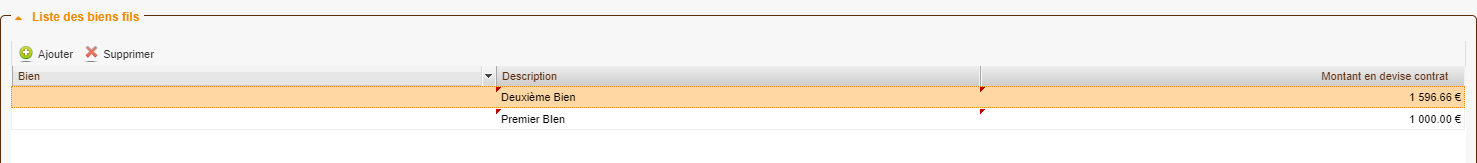 Liste des biens fils
Ajouter Supprimer
Bien Description Montant en devise contrat
Deuxième Bien 1 596.66 €
Premier BIen 1 000.00 €